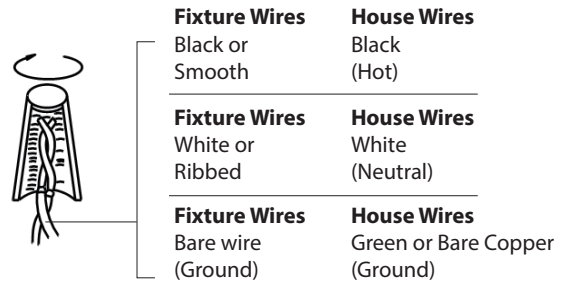 Fixture Wires House Wires
Black or Black
Smooth (Hot)
Fixture Wires House Wires
White or White
Ribbed (Neutral)
Fixture Wires House Wires
Bare wire Green or Bare Copper
(Ground) (Ground)